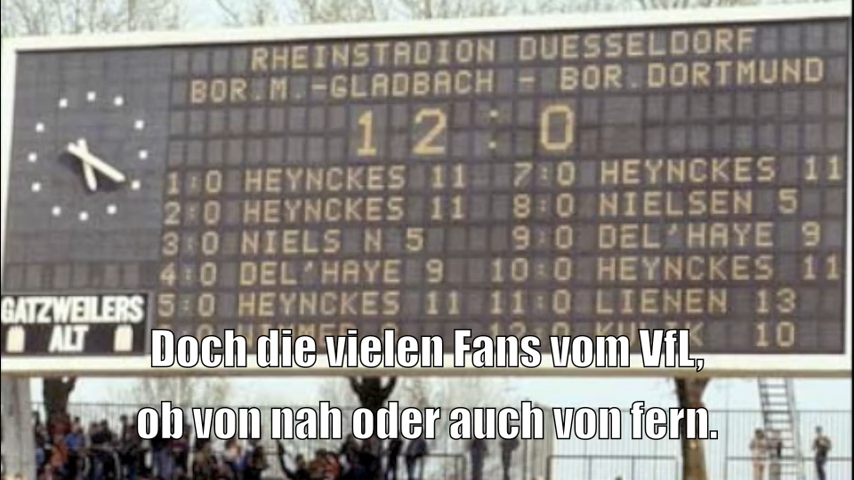 RHEINSTADION DUESSELDORF
BOR.M.-GLADBACH - BOR.DORTMUND
12:0
1:0 HEYNCKES 11 7:0 HEYNCKES 11
2:0 HEYNCKES 11 8:0 NIELSEN 5
3:0 NIELS N 5 9:0 DEL'HAYE 9
4:0 DEL'HAYE 9 10:0 HEYNCKES 11
5:0 HEYNCKES 11 11:0 LIENEN 13
10
GATZWEILERS
ALT
Doch die vielen Fans vom VfL,
ob von nah oder auch von fern.